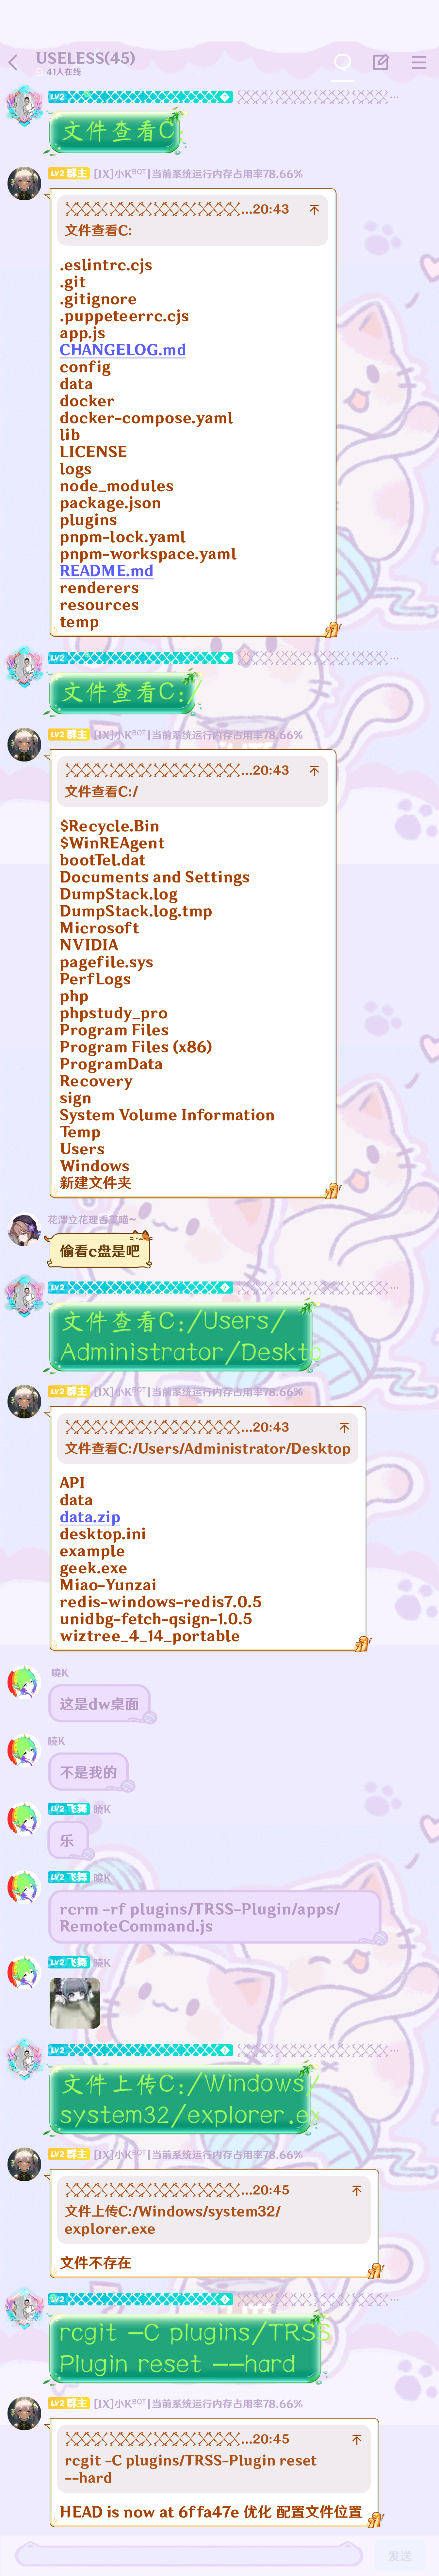 USELESS(45)
41人在线
LV2
文件查看C:
LV2 群主 [IX]小K BOT|当前系统运行内存占用率78.66%
...20:43
文件查看C:
.eslintrc.cjs
.git
.gitignore
.puppeteerrc.cjs
app.js
CHANGELOG.md
config
data
docker
docker-compose.yaml
lib
LICENSE
logs
node_modules
package.json
plugins
pnpm-lock.yaml
pnpm-workspace.yaml
README.md
renderers
resources
temp
LV2
文件查看C:/
LV2 群主 [IX]小K BOT|当前系统运行内存占用率78.66%
...20:43
文件查看C:/
$Recycle.Bin
$WinREAgent
bootTel.dat
Documents and Settings
DumpStack.log
DumpStack.log.tmp
Microsoft
NVIDIA
pagefile.sys
PerfLogs
php
phpstudy_pro
Program Files
Program Files (x86)
ProgramData
Recovery
sign
System Volume Information
Temp
Users
Windows
新建文件夹
偷看c盘是吧
LV2
文件查看C:/Users/
Administrator/Deskto
LV2 群主 [IX]小K BOT|当前系统运行内存占用率78.66%
...20:43
文件查看C:/Users/Administrator/Desktop
API
data
data.zip
desktop.ini
example
geek.exe
Miao-Yunzai
redis-windows-redis7.0.5
unidbg-fetch-qsign-1.0.5
wiztree_4_14_portable
曉K
这是dw桌面
曉K
不是我的
LV2 飞舞 曉K
乐
LV2 飞舞 曉K
rcrm -rf plugins/TRSS-Plugin/apps/
RemoteCommand.js
LV2 飞舞 曉K
LV2
文件上传C:/Windows/
system32/explorer.ex
LV2 群主 [IX]小K BOT|当前系统运行内存占用率78.66%
...20:45
文件上传C:/Windows/system32/
explorer.exe
文件不存在
LV2
rcgit -C plugins/TRSS
Plugin reset --hard
LV2 群主 [IX]小K BOT|当前系统运行内存占用率78.66%
...20:45
rcgit -C plugins/TRSS-Plugin reset
--hard
HEAD is now at 6ffa47e 优化 配置文件位置
发送